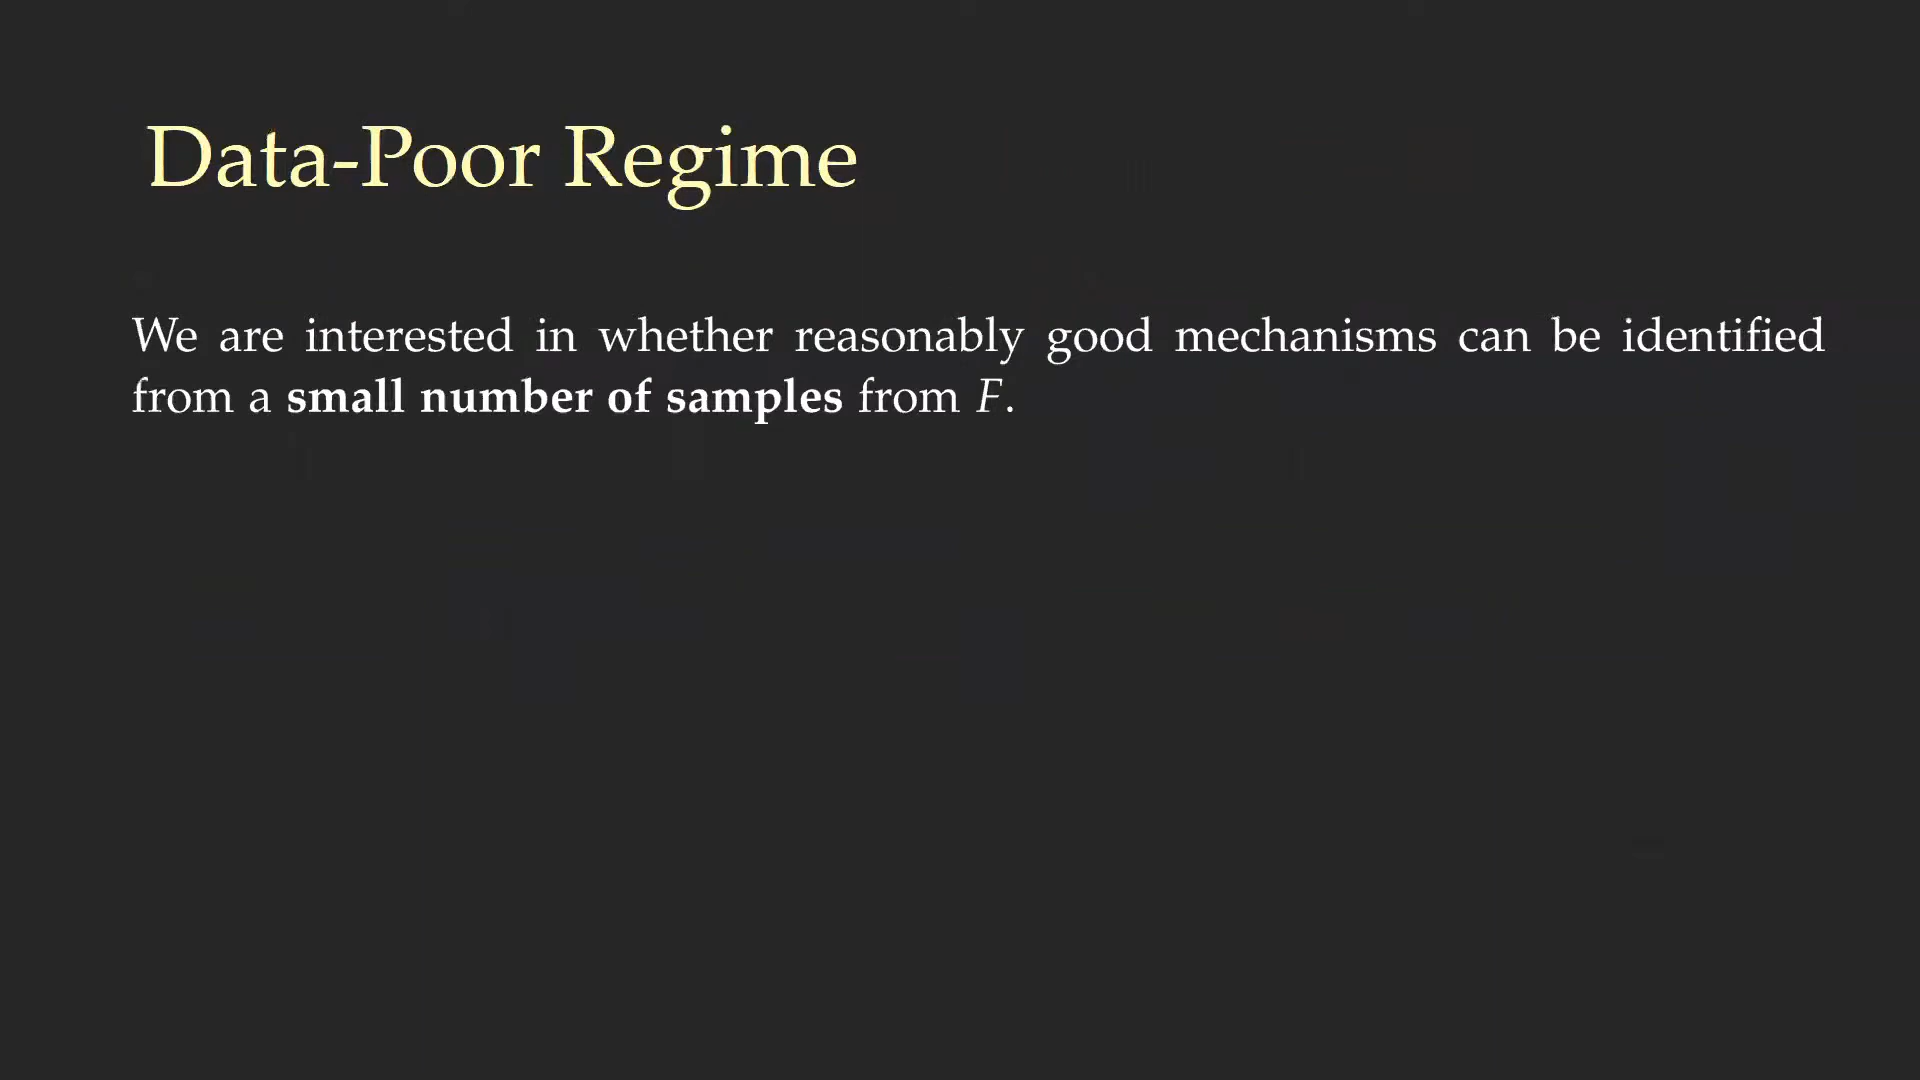 Data-Poor Regime
We are interested in whether reasonably good mechanisms can be identified
from a small number of samples from F.